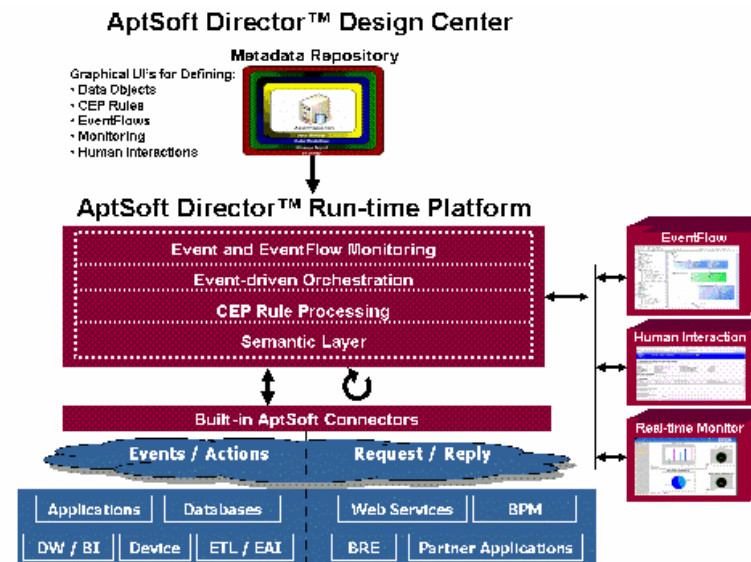 AptSoft Director™ Design Center
Metadata Repository
Graphical UI's for Defining:
• Data Objects
• CEP Rules
• EventFlows
• Monitoring
• Human Interactions
AptSoft Director™ Run-time Platform
Event and EventFlow Monitoring
Event-driven Orchestration
CEP Rule Processing
Semantic Layer
Built-in AptSoft Connectors
Events / Actions
Request / Reply
Applications
Databases
Web Services
BPM
DW / BI
Device
ETL / EAI
BRE
Partner Applications
EventFlow
Human Interaction
Real-time Monitor